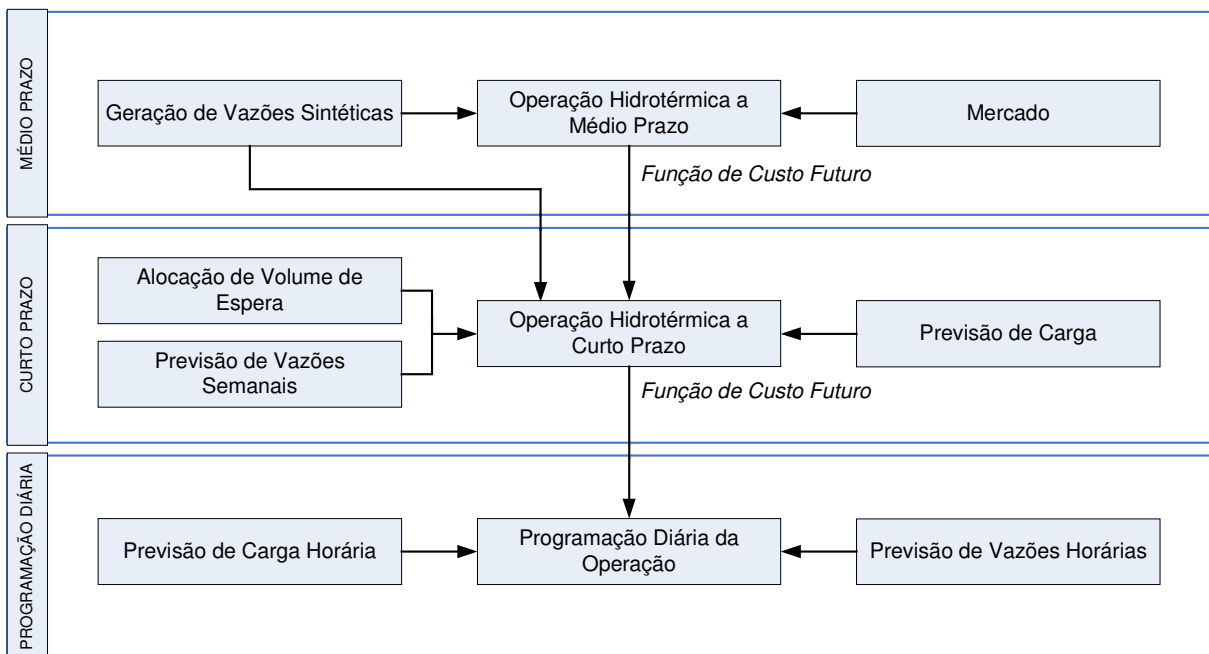 MÉDIO PRAZO
Geração de Vazões Sintéticas
Operação Hidrotérmica a
Médio Prazo
Mercado
Função de Custo Futuro
CURTO PRAZO
Alocação de Volume de
Espera
Previsão de Vazões
Semanais
Operação Hidrotérmica a
Curto Prazo
Previsão de Carga
Função de Custo Futuro
PROGRAMAÇÃO DIÁRIA
Previsão de Carga Horária
Programação Diária da
Operação
Previsão de Vazões Horárias